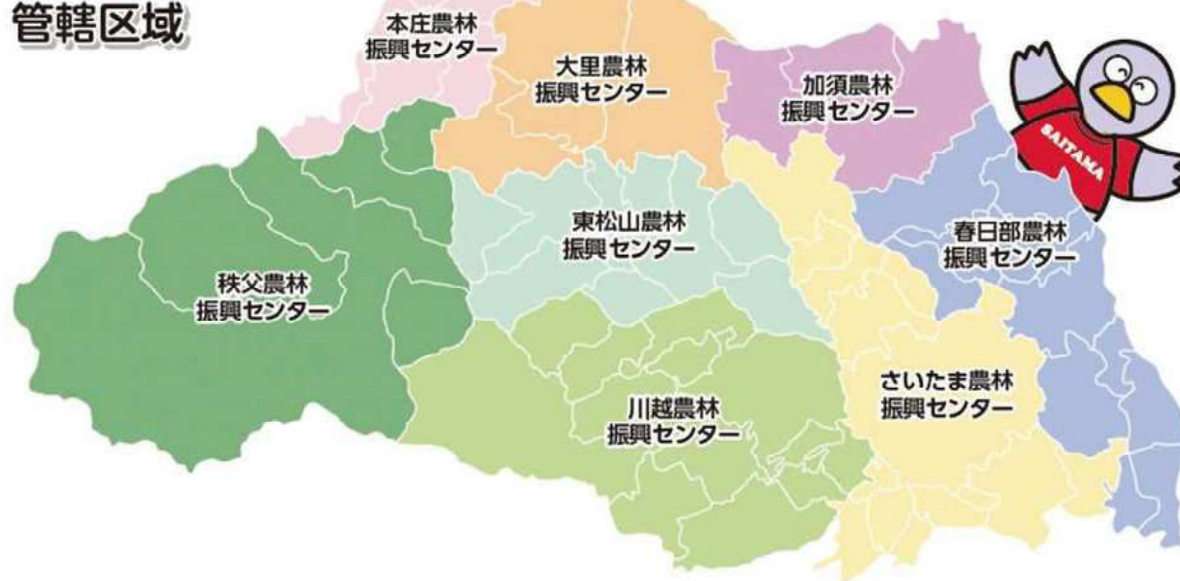 管轄区域
本庄農林
振興センター
大里農林
振興センター
加須農林
振興センター
SAITAMA
東松山農林
振興センター
春日部農林
振興センター
秩父農林
振興センター
さいたま農林
振興センター
川越農林
振興センター